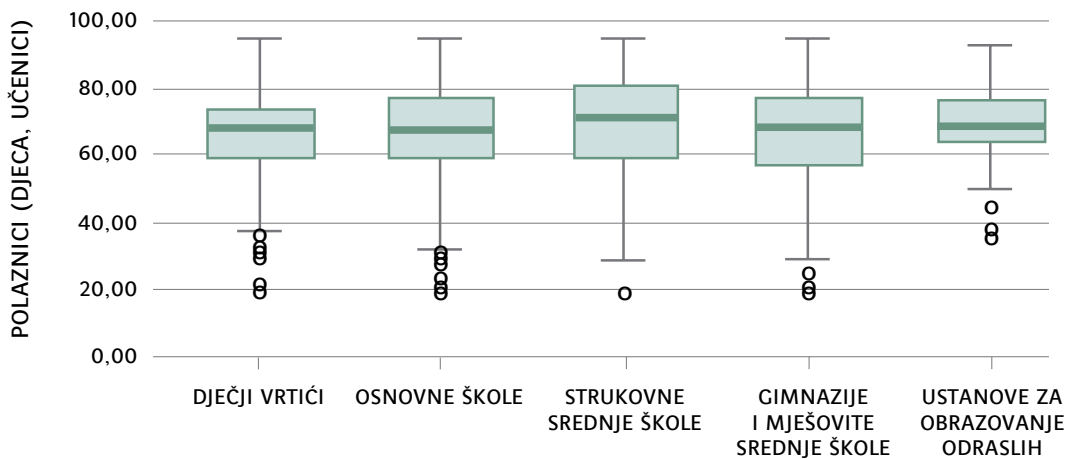 POLAZNICI (DJECA, UČENICI)
100,00
80,00
60,00
40,00
20,00
0,00
DJEČJI VRTIĆI
OSNOVNE ŠKOLE
STRUKOVNE
SREDNJE ŠKOLE
GIMNAZIJE
I MJEŠOVITE
SREDNJE ŠKOLE
USTANOVE ZA
OBRAZOVANJE
ODRASLIH